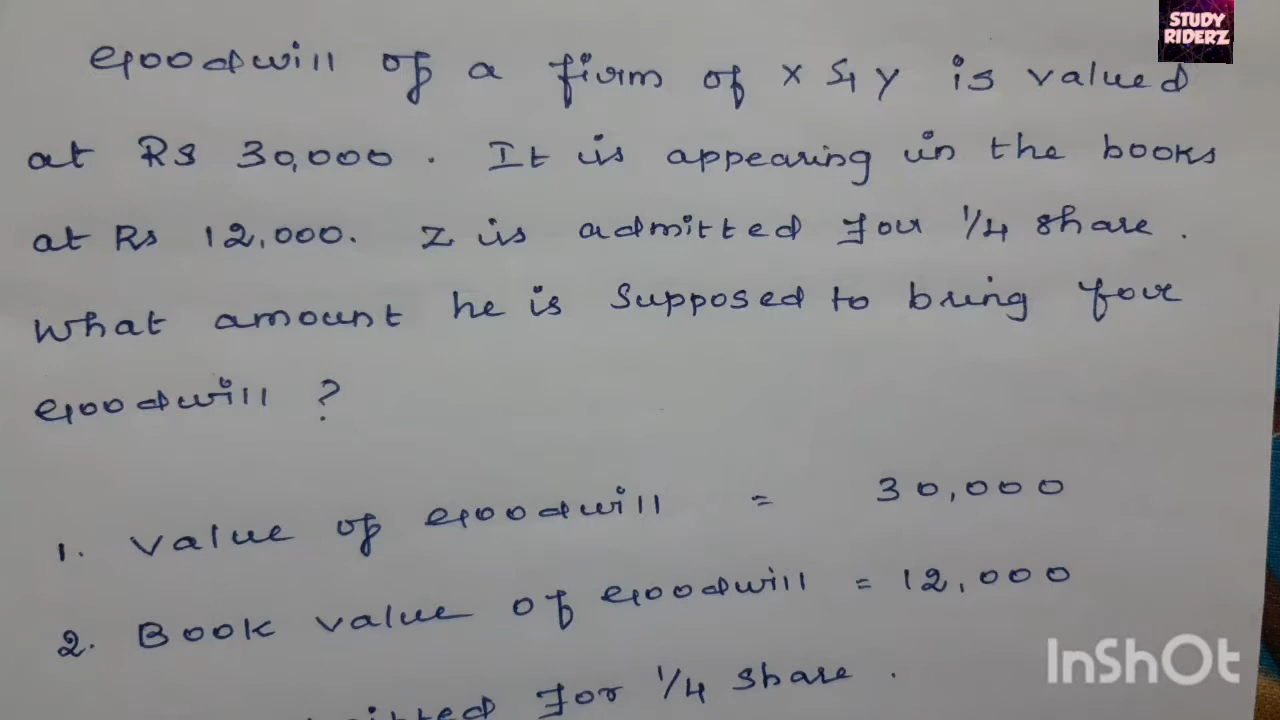 STUDY
RIDERZ
Goodwill of a firm of X & Y is valued
at Rs 30,000. It is appearing in the books
at Rs 12,000. Z is admitted for 1/4 share.
What amount he is supposed to bring for
Goodwill?
1. Value of Goodwill = 30,000
2. Book value of Goodwill = 12,000
for 1/4 share.
InShOt